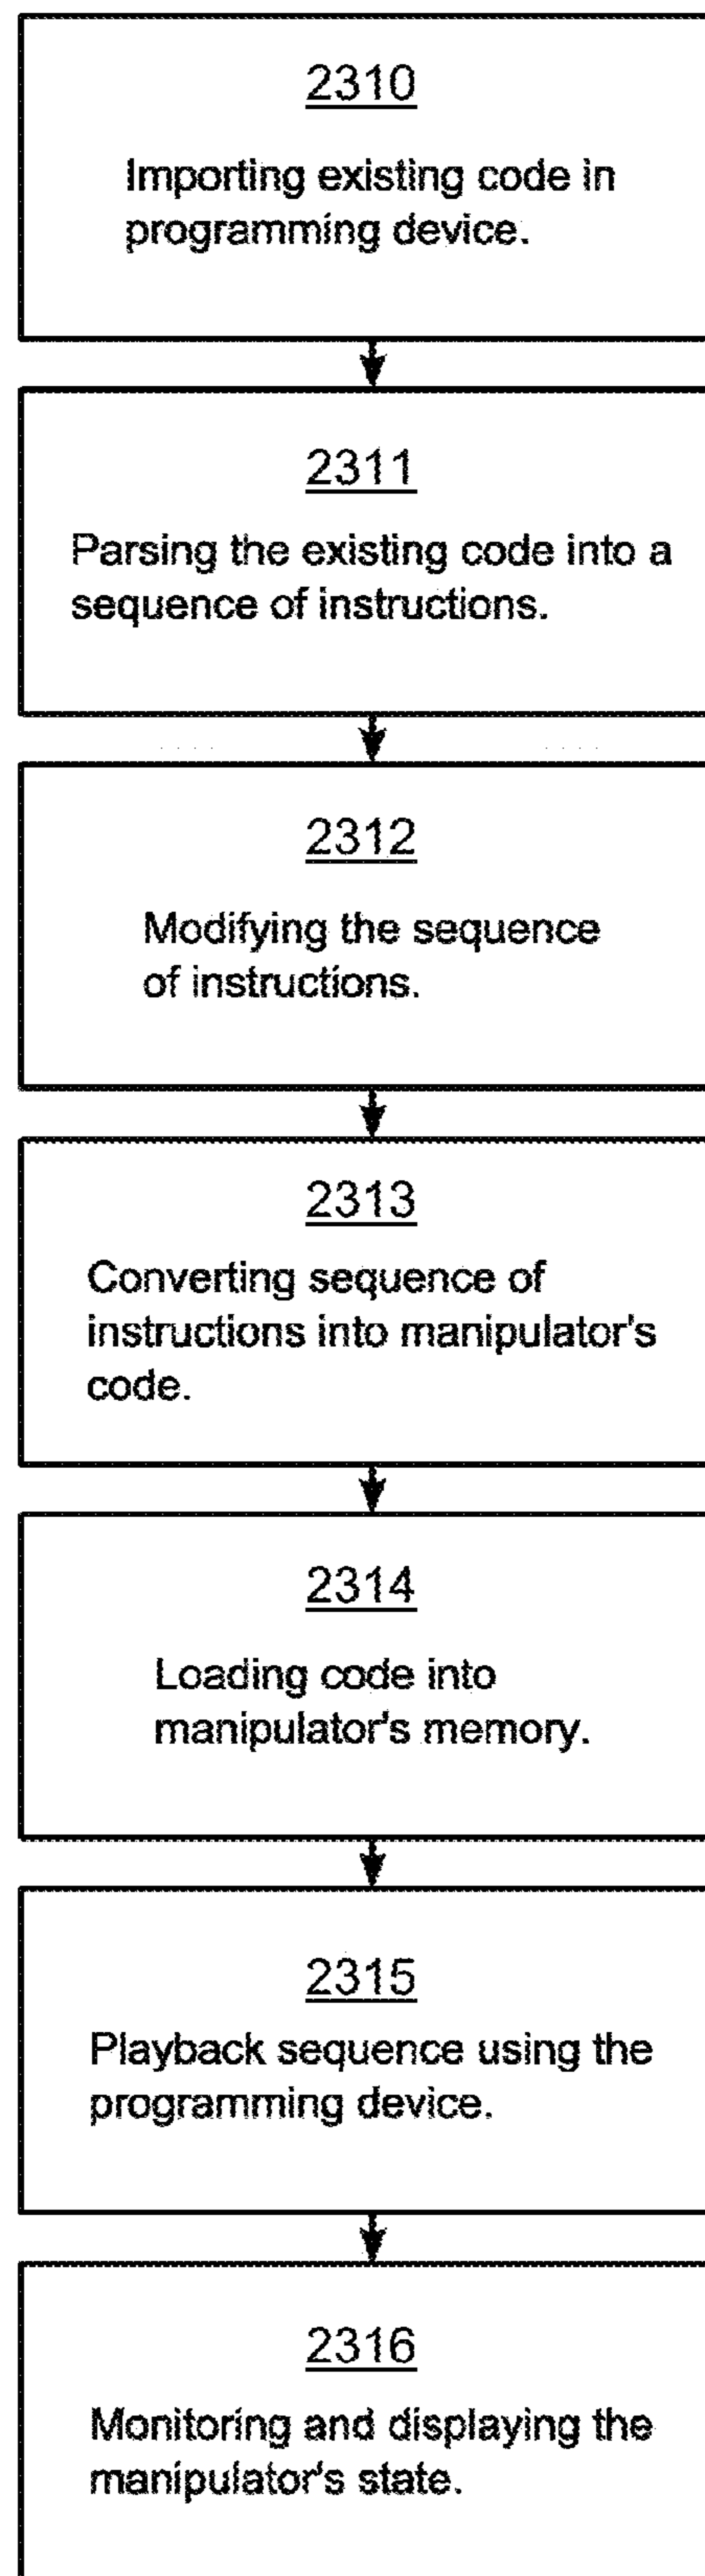 2310
Importing existing code in
programming device.
2311
Parsing the existing code into a
sequence of instructions.
2312
Modifying the sequence
of instructions.
2313
Converting sequence of
instructions into manipulator's
code.
2314
Loading code into
manipulator's memory.
2315
Playback sequence using the
programming device.
2316
Monitoring and displaying the
manipulator's state.